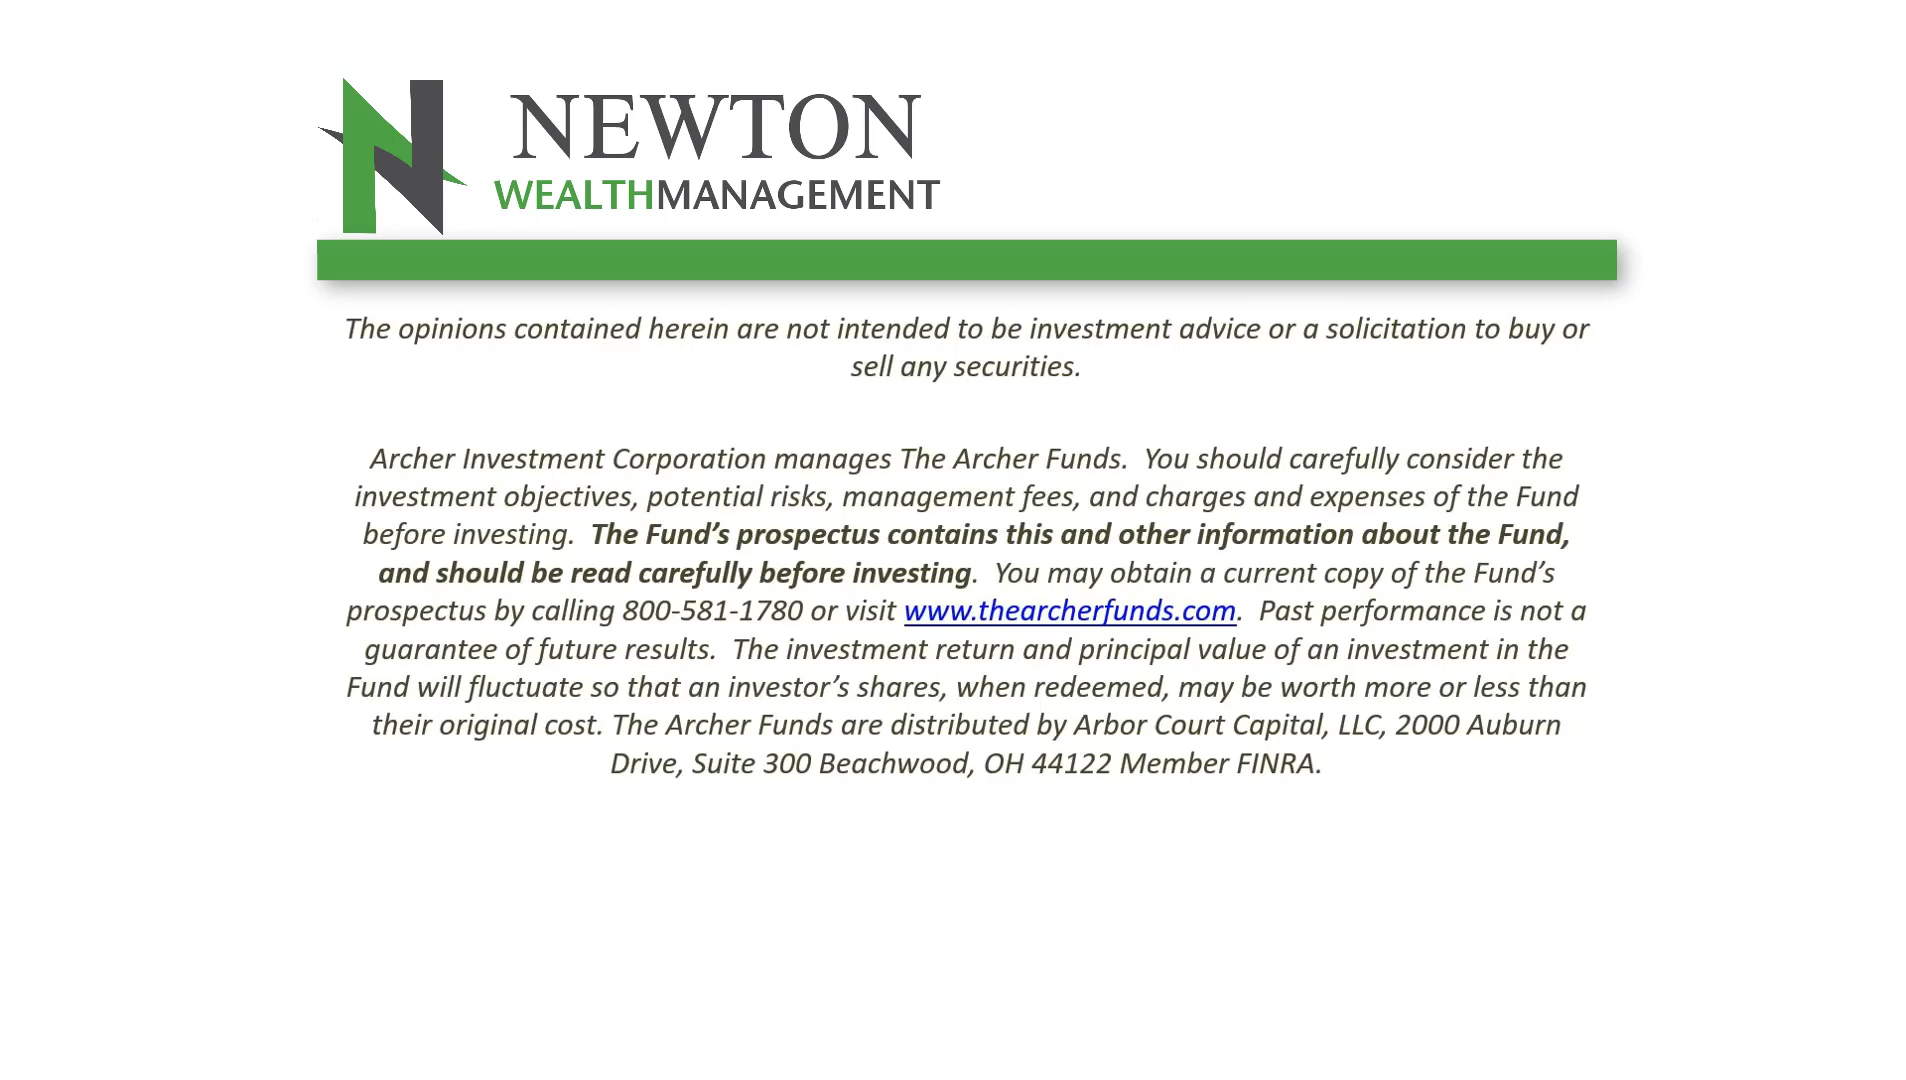 NEWTON
WEALTHMANAGEMENT
The opinions contained herein are not intended to be investment advice or a solicitation to buy or
sell any securities.
Archer Investment Corporation manages The Archer Funds.  You should carefully consider the
investment objectives, potential risks, management fees, and charges and expenses of the Fund
before investing.  The Fund’s prospectus contains this and other information about the Fund,
and should be read carefully before investing.  You may obtain a current copy of the Fund’s
prospectus by calling 800-581-1780 or visit www.thearcherfunds.com.  Past performance is not a
guarantee of future results.  The investment return and principal value of an investment in the
Fund will fluctuate so that an investor’s shares, when redeemed, may be worth more or less than
their original cost. The Archer Funds are distributed by Arbor Court Capital, LLC, 2000 Auburn
Drive, Suite 300 Beachwood, OH 44122 Member FINRA.